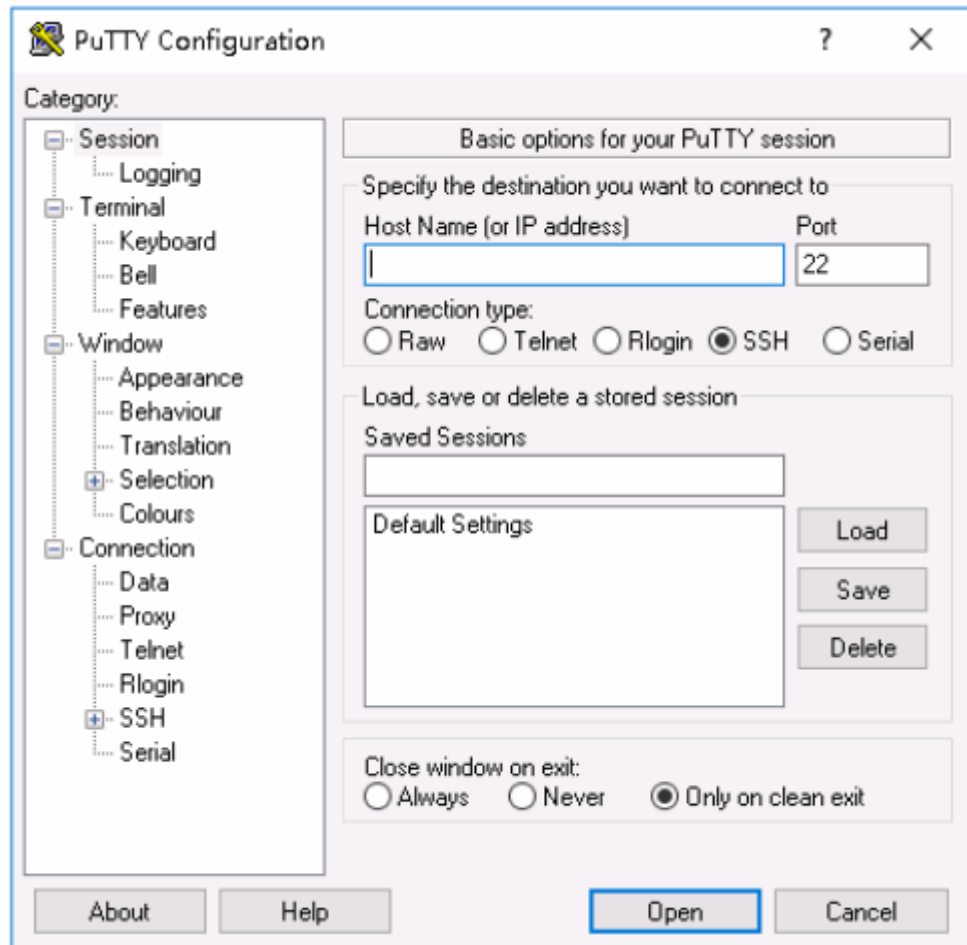 PuTTY Configuration
?
Category:
Session
Logging
Terminal
Keyboard
Bell
Features
Window
Appearance
Behaviour
Translation
Selection
Colours
Connection
Data
Proxy
Telnet
Rlogin
SSH
Serial
Basic options for your PuTTY session
Specify the destination you want to connect to
Host Name (or IP address) Port
22
Connection type:
Raw Telnet Rlogin SSH Serial
Load, save or delete a stored session
Saved Sessions
Default Settings
Load
Save
Delete
Close window on exit:
Always Never Only on clean exit
About Help Open Cancel